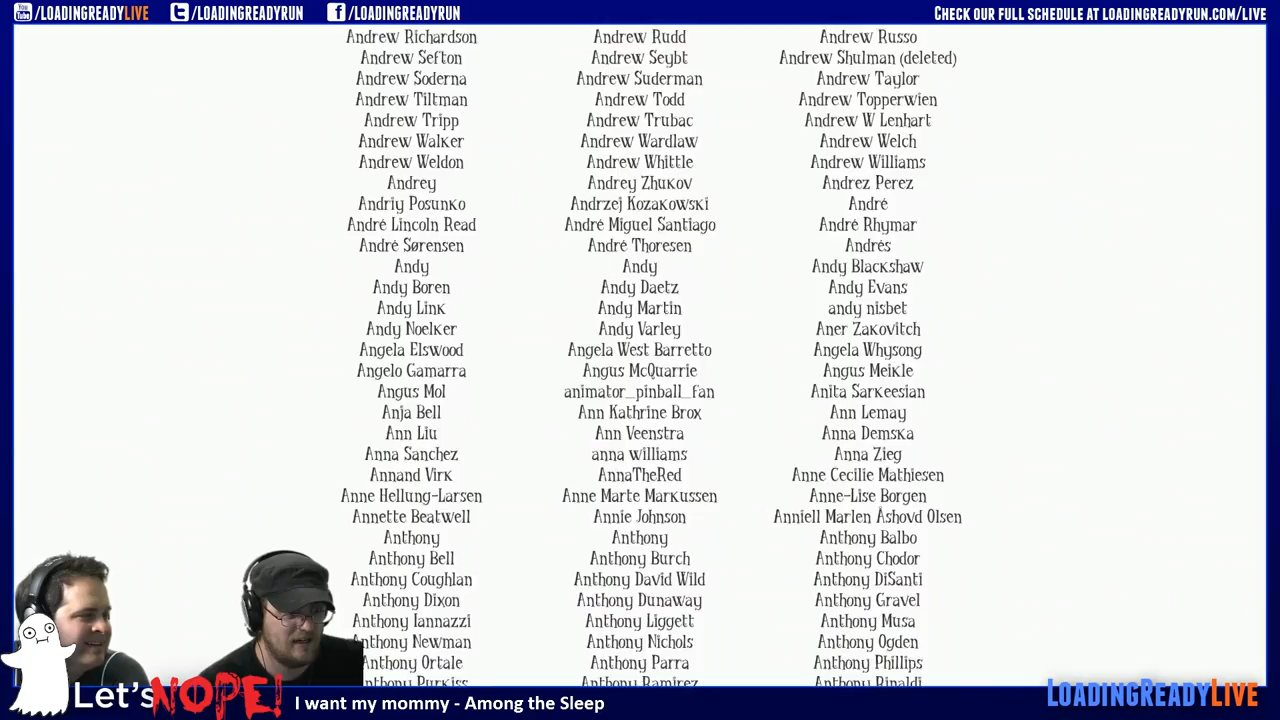 You Tube /LOADINGREADYLIVE /LOADINGREADYRUN /LOADINGREADYRUN CHECK OUR FULL SCHEDULE AT LOADINGREADYRUN.COM/LIVE
Andrew Richardson Andrew Rudd Andrew Russo
Andrew Sefton Andrew Seybt Andrew Shulman (deleted)
Andrew Soderna Andrew Suderman Andrew Taylor
Andrew Tiltman Andrew Todd Andrew Topperwien
Andrew Tripp Andrew Trubac Andrew W Lenhart
Andrew Walker Andrew Wardlaw Andrew Welch
Andrew Weldon Andrew Whittle Andrew Williams
Andrey Andrey Zhukov Andrez Perez
Andriy Posunko Andrzej Kozakowski André
André Lincoln Read André Miguel Santiago André Rhymar
André Sørensen André Thoresen Andrés
Andy Andy Andy Blackshaw
Andy Boren Andy Daetz Andy Evans
Andy Link Andy Martin andy nisbet
Andy Noelker Andy Varley Aner Zakovitch
Angela Elswood Angela West Barretto Angela Whysong
Angelo Gamarra Angus McQuarrie Angus Meikle
Angus Mol animator_pinball_fan Anita Sarkeesian
Anja Bell Ann Kathrine Brox Ann Lemay
Ann Liu Ann Veenstra Anna Demska
Anna Sanchez anna williams Anna Zieg
Annand Virk AnnaTheRed Anne Cecilie Mathiesen
Anne Hellung-Larsen Anne Marte Markussen Anne-Lise Borgen
Annette Beatwell Annie Johnson Anniell Marlen Åshovd Olsen
Anthony Anthony Anthony Balbo
Anthony Bell Anthony Burch Anthony Chodor
Anthony Coughlan Anthony David Wild Anthony DiSanti
Anthony Dixon Anthony Dunaway Anthony Gravel
Anthony Iannazzi Anthony Liggett Anthony Musa
Anthony Newman Anthony Nichols Anthony Ogden
Anthony Ortale Anthony Parra Anthony Phillips
Anthony Purkiss Anthony Ramirez Anthony Rinaldi
Let's NOPE! I want my mommy - Among the Sleep LOADINGREADYLIVE